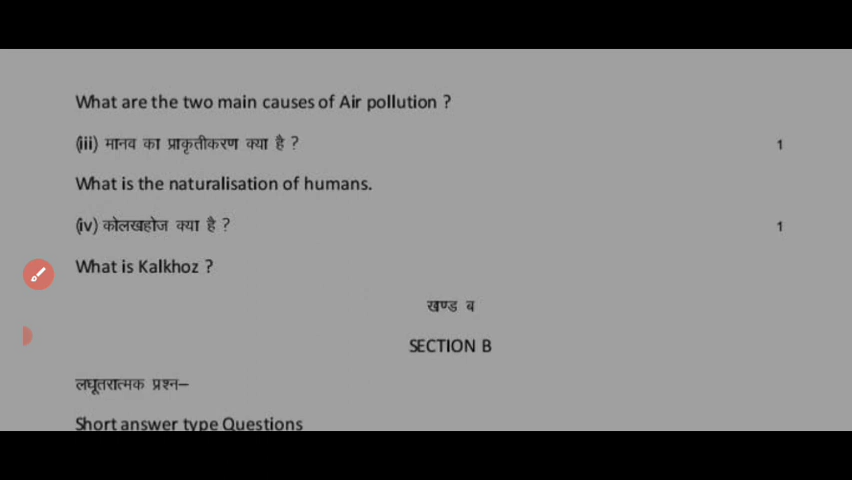 What are the two main causes of Air pollution ?
(iii) मानव का प्राकृतीकरण क्या है ? 1
What is the naturalisation of humans.
(iv) कोलखहोज क्या है ? 1
What is Kalkhoz ?
खण्ड ब
SECTION B
लघूतरात्मक प्रश्न–
Short answer type Questions